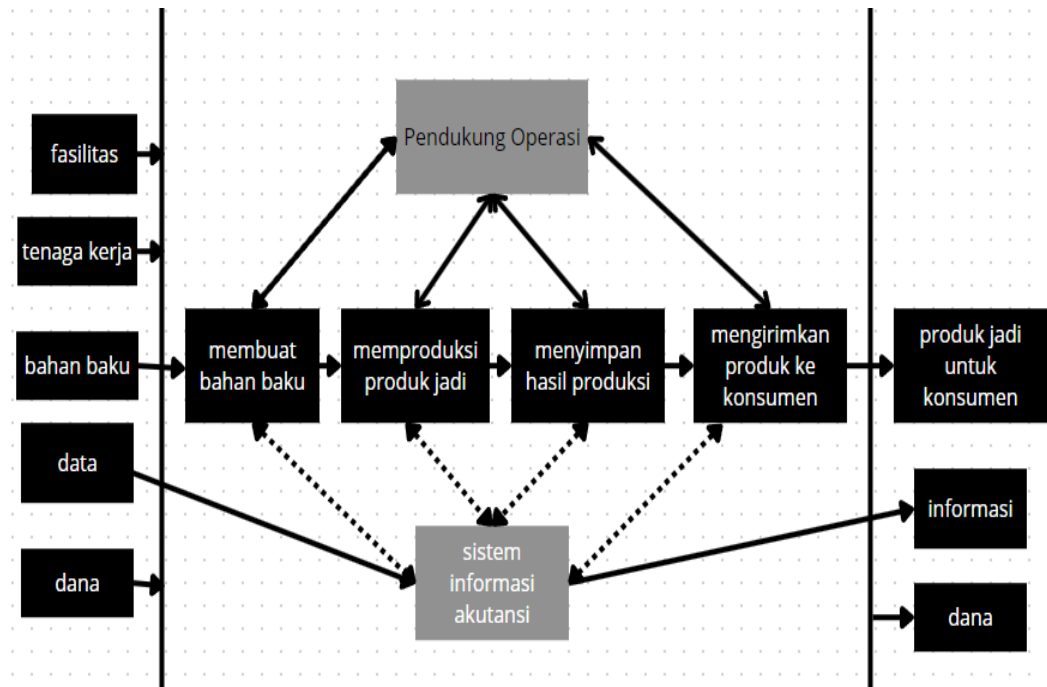 Pendukung Operasi
fasilitas
tenaga kerja
bahan baku
data
dana
membuat
bahan baku
memproduksi
produk jadi
menyimpan
hasil produksi
mengirimkan
produk ke
konsumen
produk jadi
untuk
konsumen
sistem
informasi
akutansi
informasi
dana